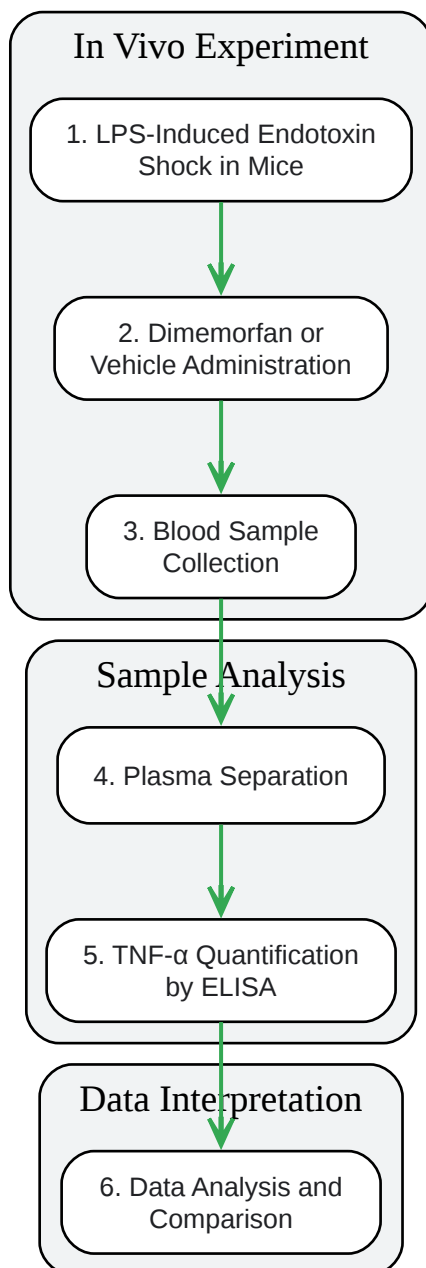 In Vivo Experiment
1. LPS-Induced Endotoxin
Shock in Mice
2. Dimemorfan or
Vehicle Administration
3. Blood Sample
Collection
Sample Analysis
4. Plasma Separation
5. TNF-α Quantification
by ELISA
Data Interpretation
6. Data Analysis and
Comparison